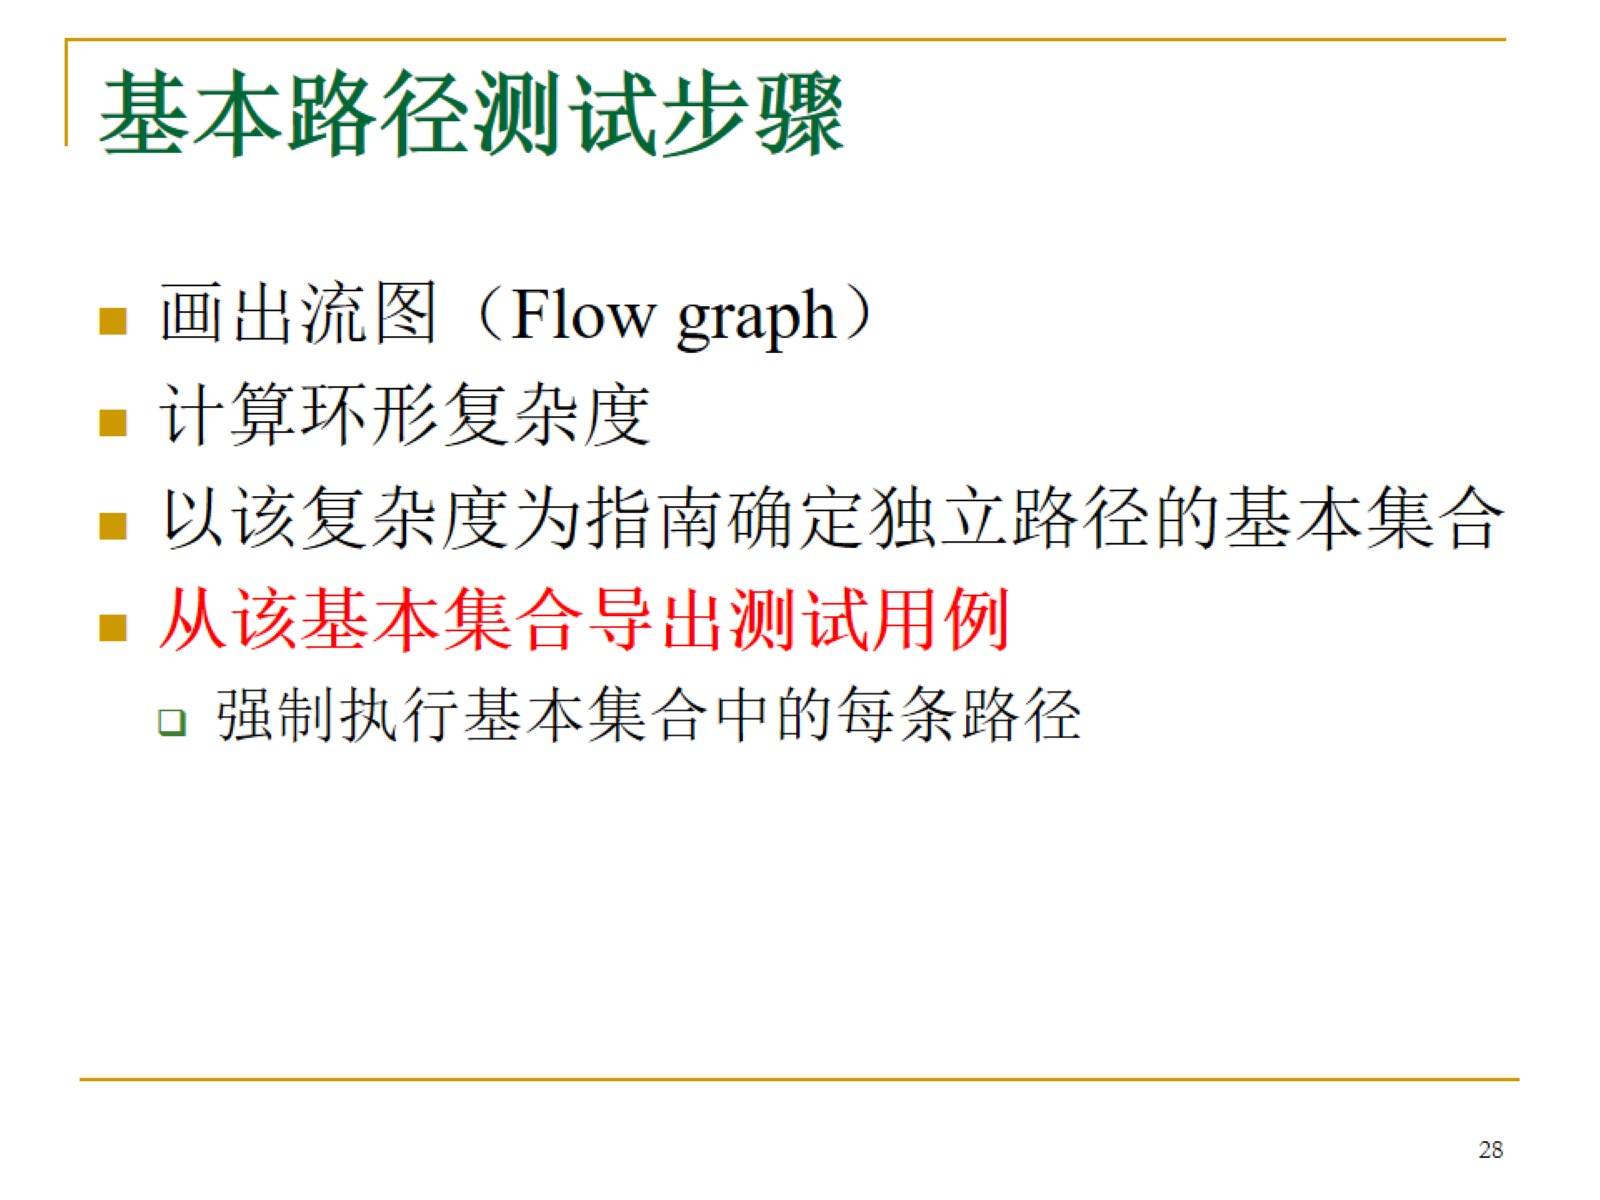 基本路径测试步骤
画出流图（Flow graph）
计算环形复杂度
以该复杂度为指南确定独立路径的基本集合
从该基本集合导出测试用例
强制执行基本集合中的每条路径
28